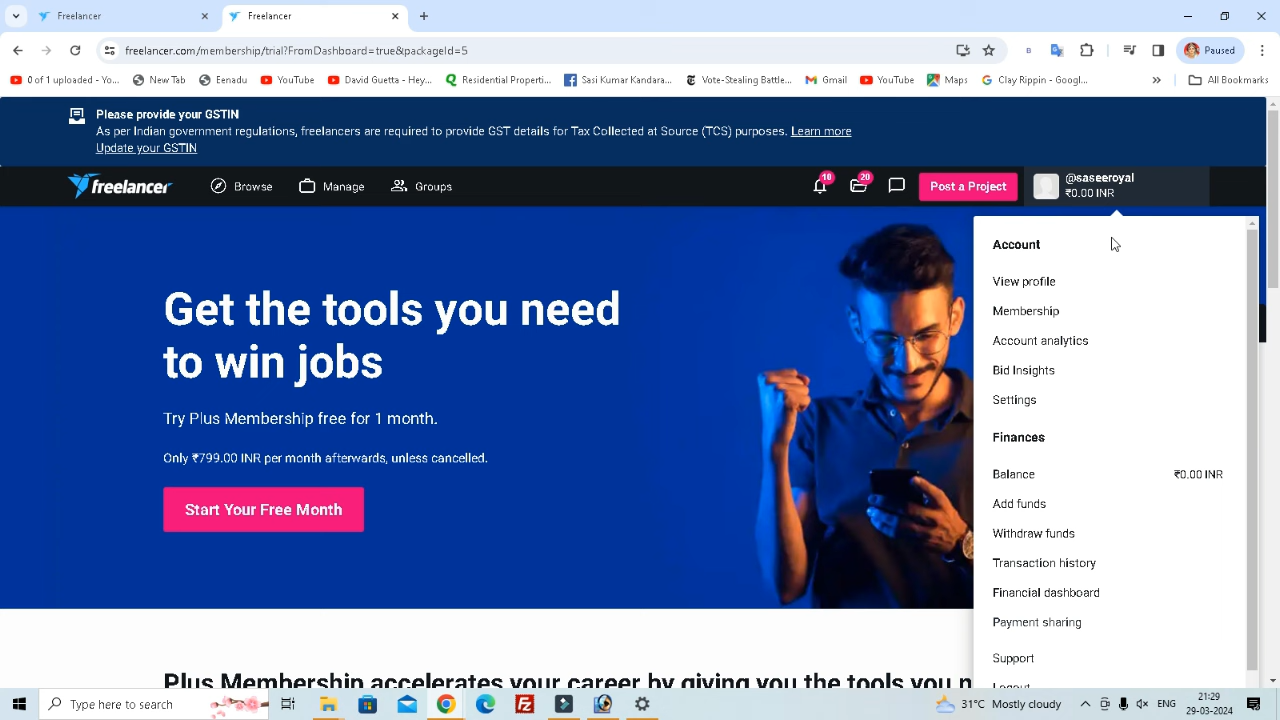 Freelancer
Freelancer
freelancer.com/membership/trial?FromDashboard=true&packageId=5
Paused
0 of 1 uploaded - Yo...
New Tab
Eenadu
YouTube
David Guetta - Hey...
Residential Properti...
Sasi Kumar Kandara...
Vote-Stealing Battle...
Gmail
YouTube
Maps
Clay Rippin - Googl...
»
All Bookmarks
Please provide your GSTIN
As per Indian government regulations, freelancers are required to provide GST details for Tax Collected at Source (TCS) purposes. Learn more
Update your GSTIN
freelancer
Browse
Manage
Groups
10
20
Post a Project
@saseeroyal
₹0.00 INR
Get the tools you need
to win jobs
Try Plus Membership free for 1 month.
Only ₹799.00 INR per month afterwards, unless cancelled.
Start Your Free Month
Account
View profile
Membership
Account analytics
Bid Insights
Settings
Finances
Balance ₹0.00 INR
Add funds
Withdraw funds
Transaction history
Financial dashboard
Payment sharing
Support
Logout
Plus Membership accelerates your career by giving you the tools you n
Type here to search
31°C Mostly cloudy
ENG
21:29
29-03-2024